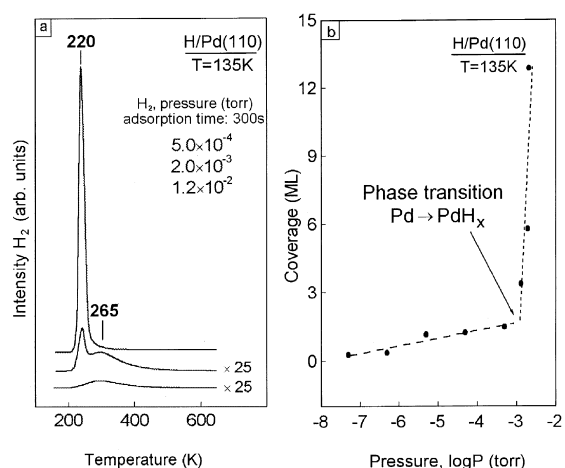 a
220
H/Pd(110)
T=135K
H₂, pressure (torr)
adsorption time: 300s
5.0×10⁻⁴
2.0×10⁻³
1.2×10⁻²
265
×25
×25
Intensity H₂ (arb. units)
200 400 600
Temperature (K)
b
H/Pd(110)
T=135K
Phase transition
Pd→PdHₓ
Coverage (ML)
15
12
9
6
3
0
-8 -7 -6 -5 -4 -3 -2
Pressure, logP (torr)